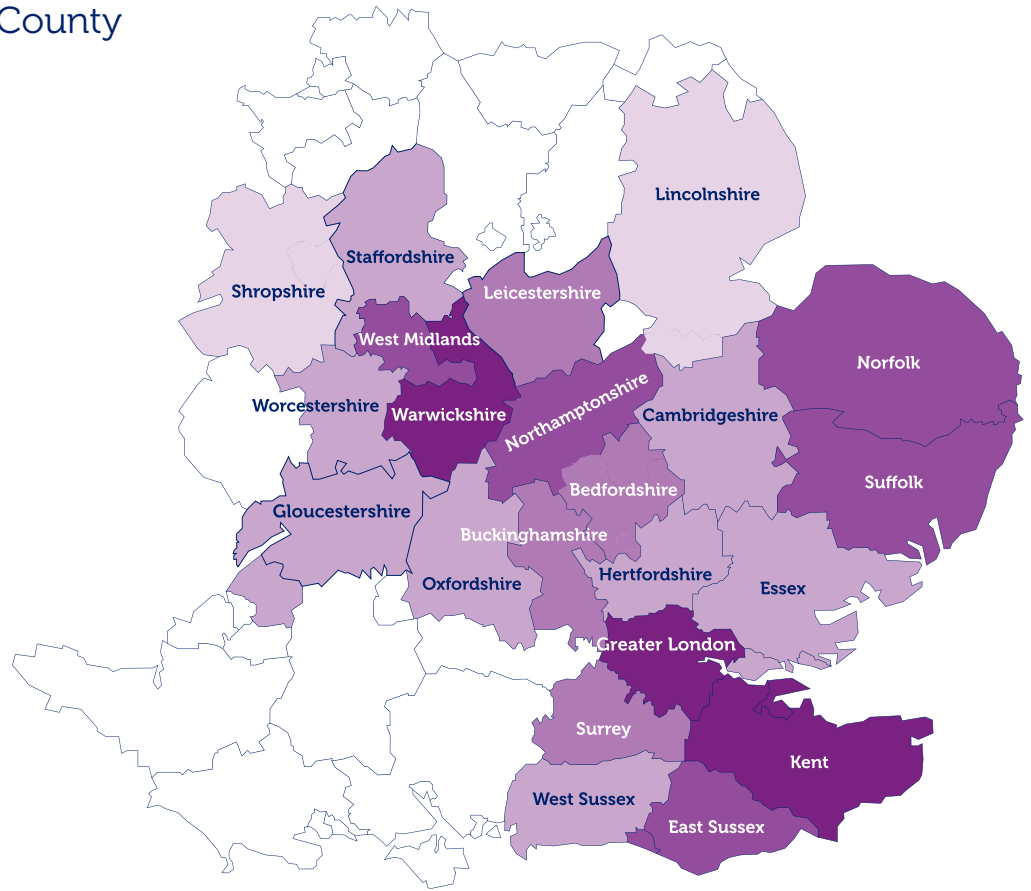 County
Lincolnshire
Staffordshire
Shropshire
Leicestershire
West Midlands
Norfolk
Worcestershire
Warwickshire
Northamptonshire
Cambridgeshire
Suffolk
Bedfordshire
Gloucestershire
Buckinghamshire
Hertfordshire
Oxfordshire
Essex
Greater London
Surrey
Kent
West Sussex
East Sussex